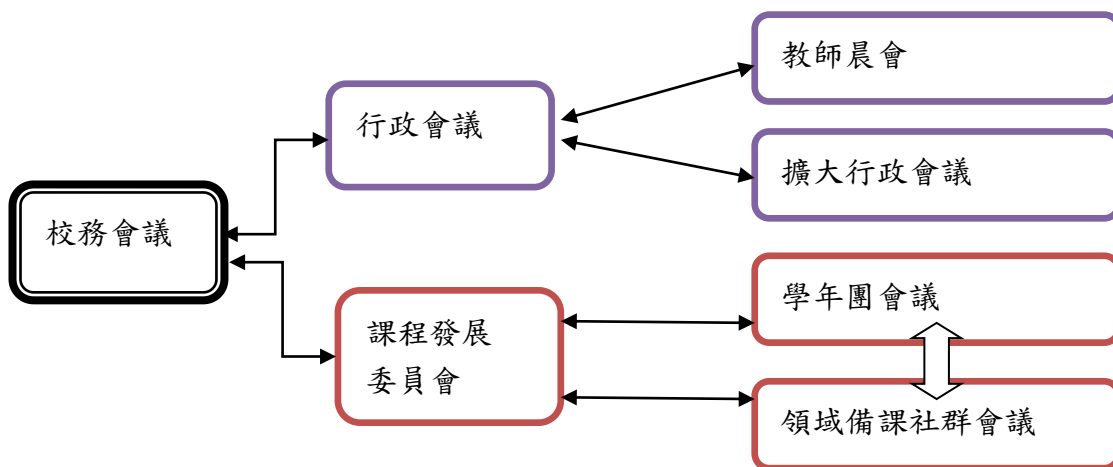 教師晨會
行政會議
擴大行政會議
校務會議
學年團會議
課程發展
委員會
領域備課社群會議